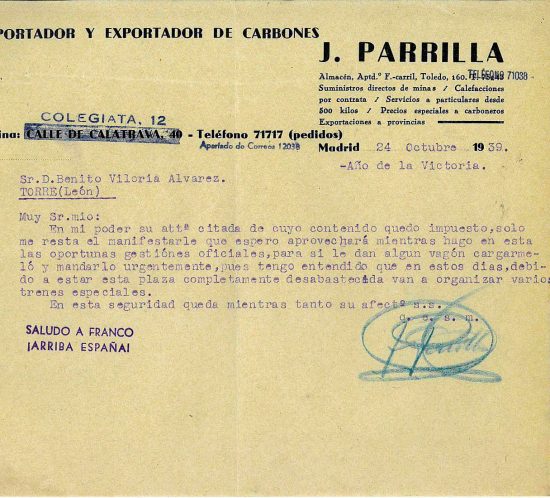 PORTADOR Y EXPORTADOR DE CARBONES
J. PARRILLA
Almacén, Aptd.º F.-carril, Toledo, 160.
TELÉFONO 71038
Suministros directos de minas / Calefacciones
por contrata / Servicios a particulares desde
500 kilos / Precios especiales a carboneros
Exportaciones a provincias
COLEGIATA, 12
ina: CALLE DE CALATRAVA, 40 - Teléfono 71717 (pedidos)
Apartado de Correos 12038
Madrid 24 Octubre 1939.
-Año de la Victoria.
Sr.D.Benito Viloria Alvarez.
TORRE(León)
Muy Sr.mio:
En mi poder su attª citada de cuyo contenido quedo impuesto,solo
me resta el manifestarle que espero aprovechará mientras hago en esta
las oportunas gestiónes oficiales,para si le dan algun vagón cargarme-
ló y mandarlo urgentemente,pues tengo entendido que en estos dias,debi-
do a estar esta plaza completamente desabastecida van a organizar vario
trenes especiales.
En esta seguridad queda mientras tanto su afectº s.s.
q. e. s. m.
SALUDO A FRANCO
¡ARRIBA ESPAÑA!